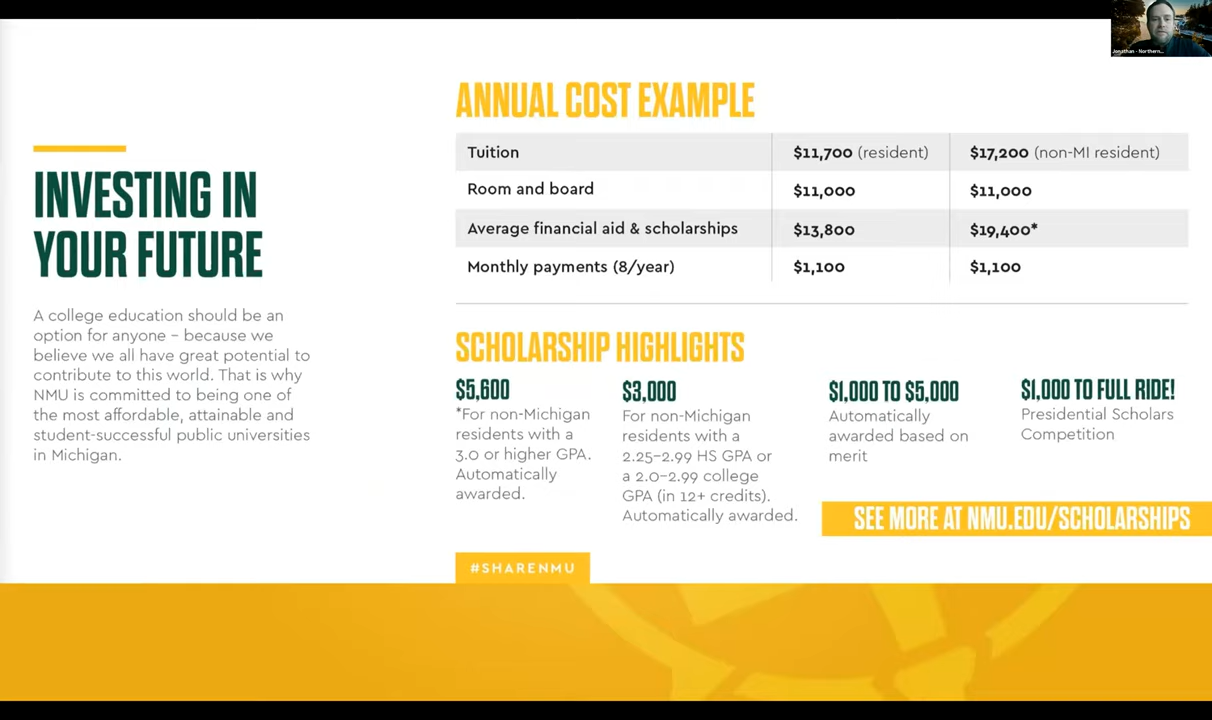 Jonathan - Northern...
INVESTING IN
YOUR FUTURE
A college education should be an
option for anyone – because we
believe we all have great potential to
contribute to this world. That is why
NMU is committed to being one of
the most affordable, attainable and
student-successful public universities
in Michigan.
ANNUAL COST EXAMPLE
Tuition $11,700 (resident) $17,200 (non-MI resident)
Room and board $11,000 $11,000
Average financial aid & scholarships $13,800 $19,400*
Monthly payments (8/year) $1,100 $1,100
SCHOLARSHIP HIGHLIGHTS
$5,600
*For non-Michigan
residents with a
3.0 or higher GPA.
Automatically
awarded.
$3,000
For non-Michigan
residents with a
2.25–2.99 HS GPA or
a 2.0–2.99 college
GPA (in 12+ credits).
Automatically awarded.
$1,000 TO $5,000
Automatically
awarded based on
merit
$1,000 TO FULL RIDE!
Presidential Scholars
Competition
SEE MORE AT NMU.EDU/SCHOLARSHIPS
#SHARENMU